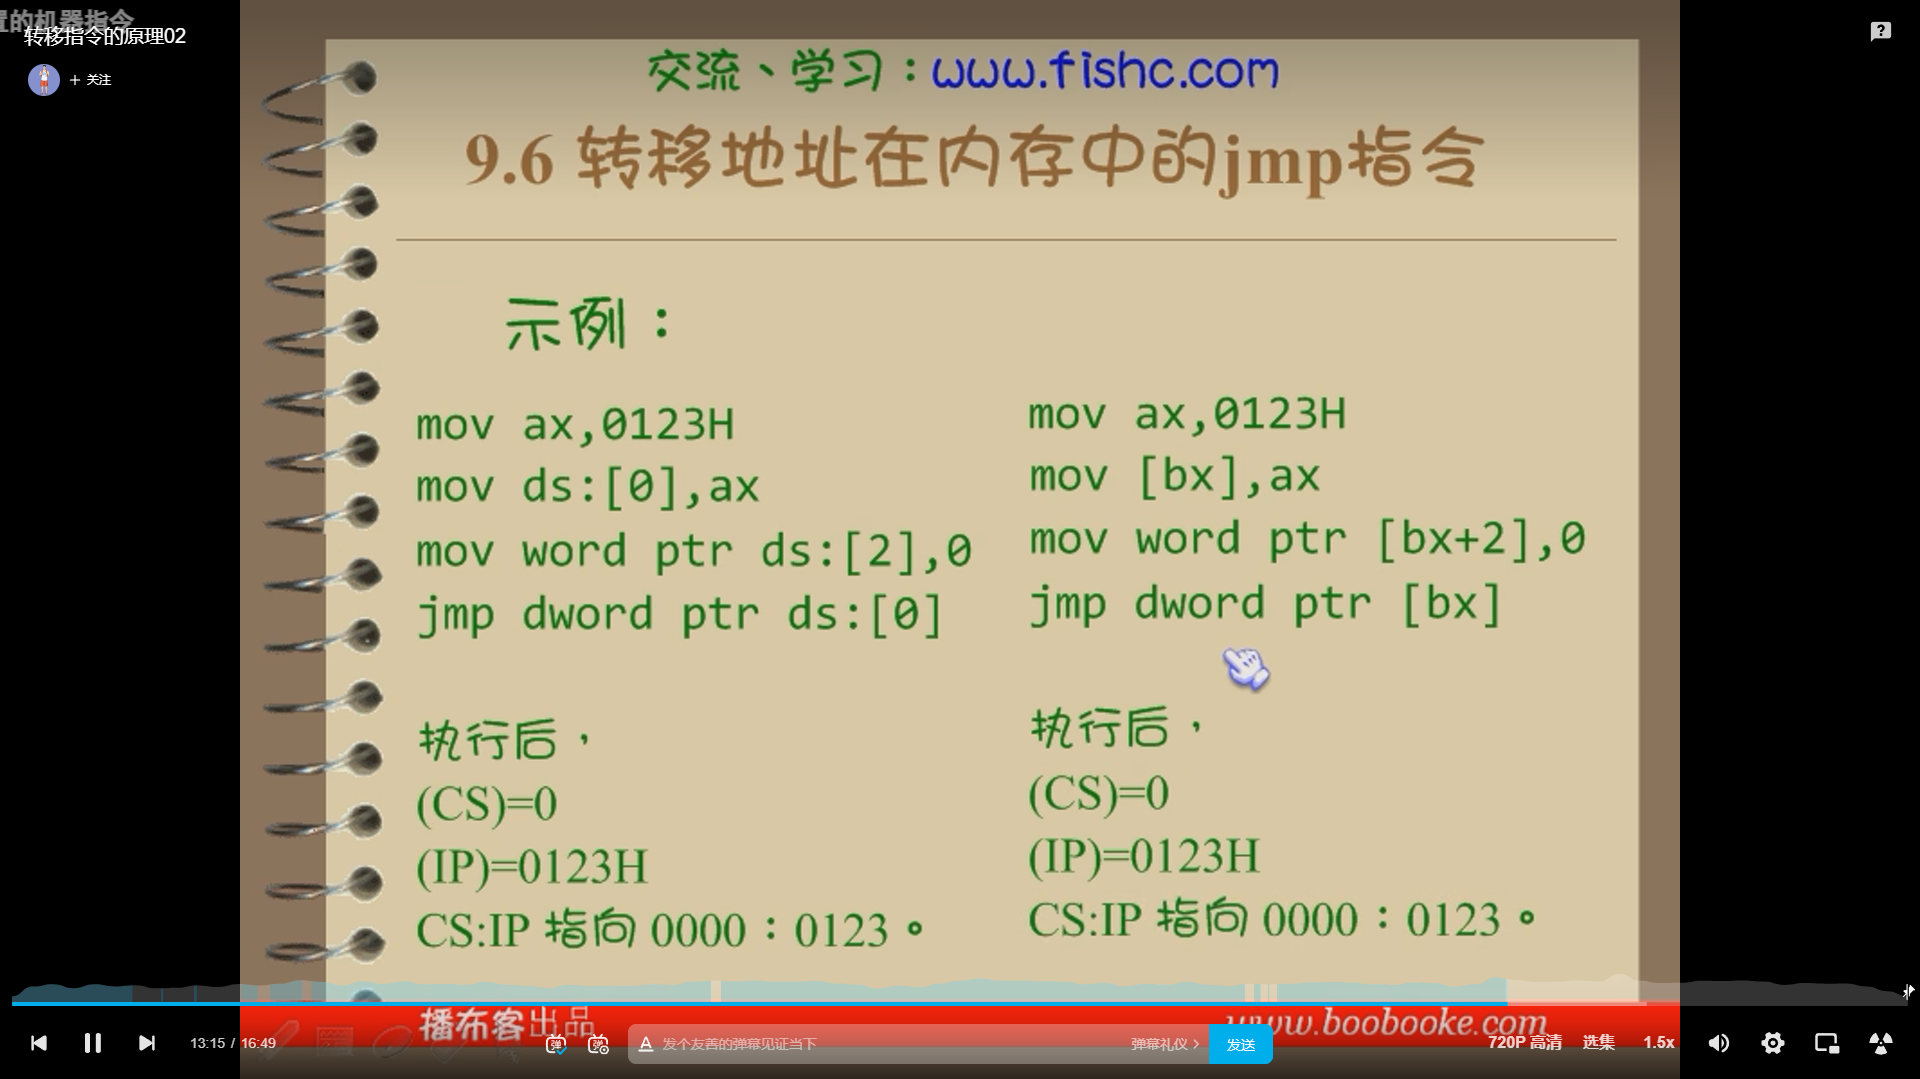 置的机器指令
转移指令的原理02
+ 关注
交流、学习：www.fishc.com
9.6 转移地址在内存中的jmp指令
示例：
mov ax,0123H
mov ds:[0],ax
mov word ptr ds:[2],0
jmp dword ptr ds:[0]
执行后，
(CS)=0
(IP)=0123H
CS:IP 指向 0000：0123。
mov ax,0123H
mov [bx],ax
mov word ptr [bx+2],0
jmp dword ptr [bx]
执行后，
(CS)=0
(IP)=0123H
CS:IP 指向 0000：0123。
播布客出品
www.boobooke.com
13:15 / 16:49
弹
弹
A 发个友善的弹幕见证当下
弹幕礼仪 >
发送
720P 高清
选集
1.5x